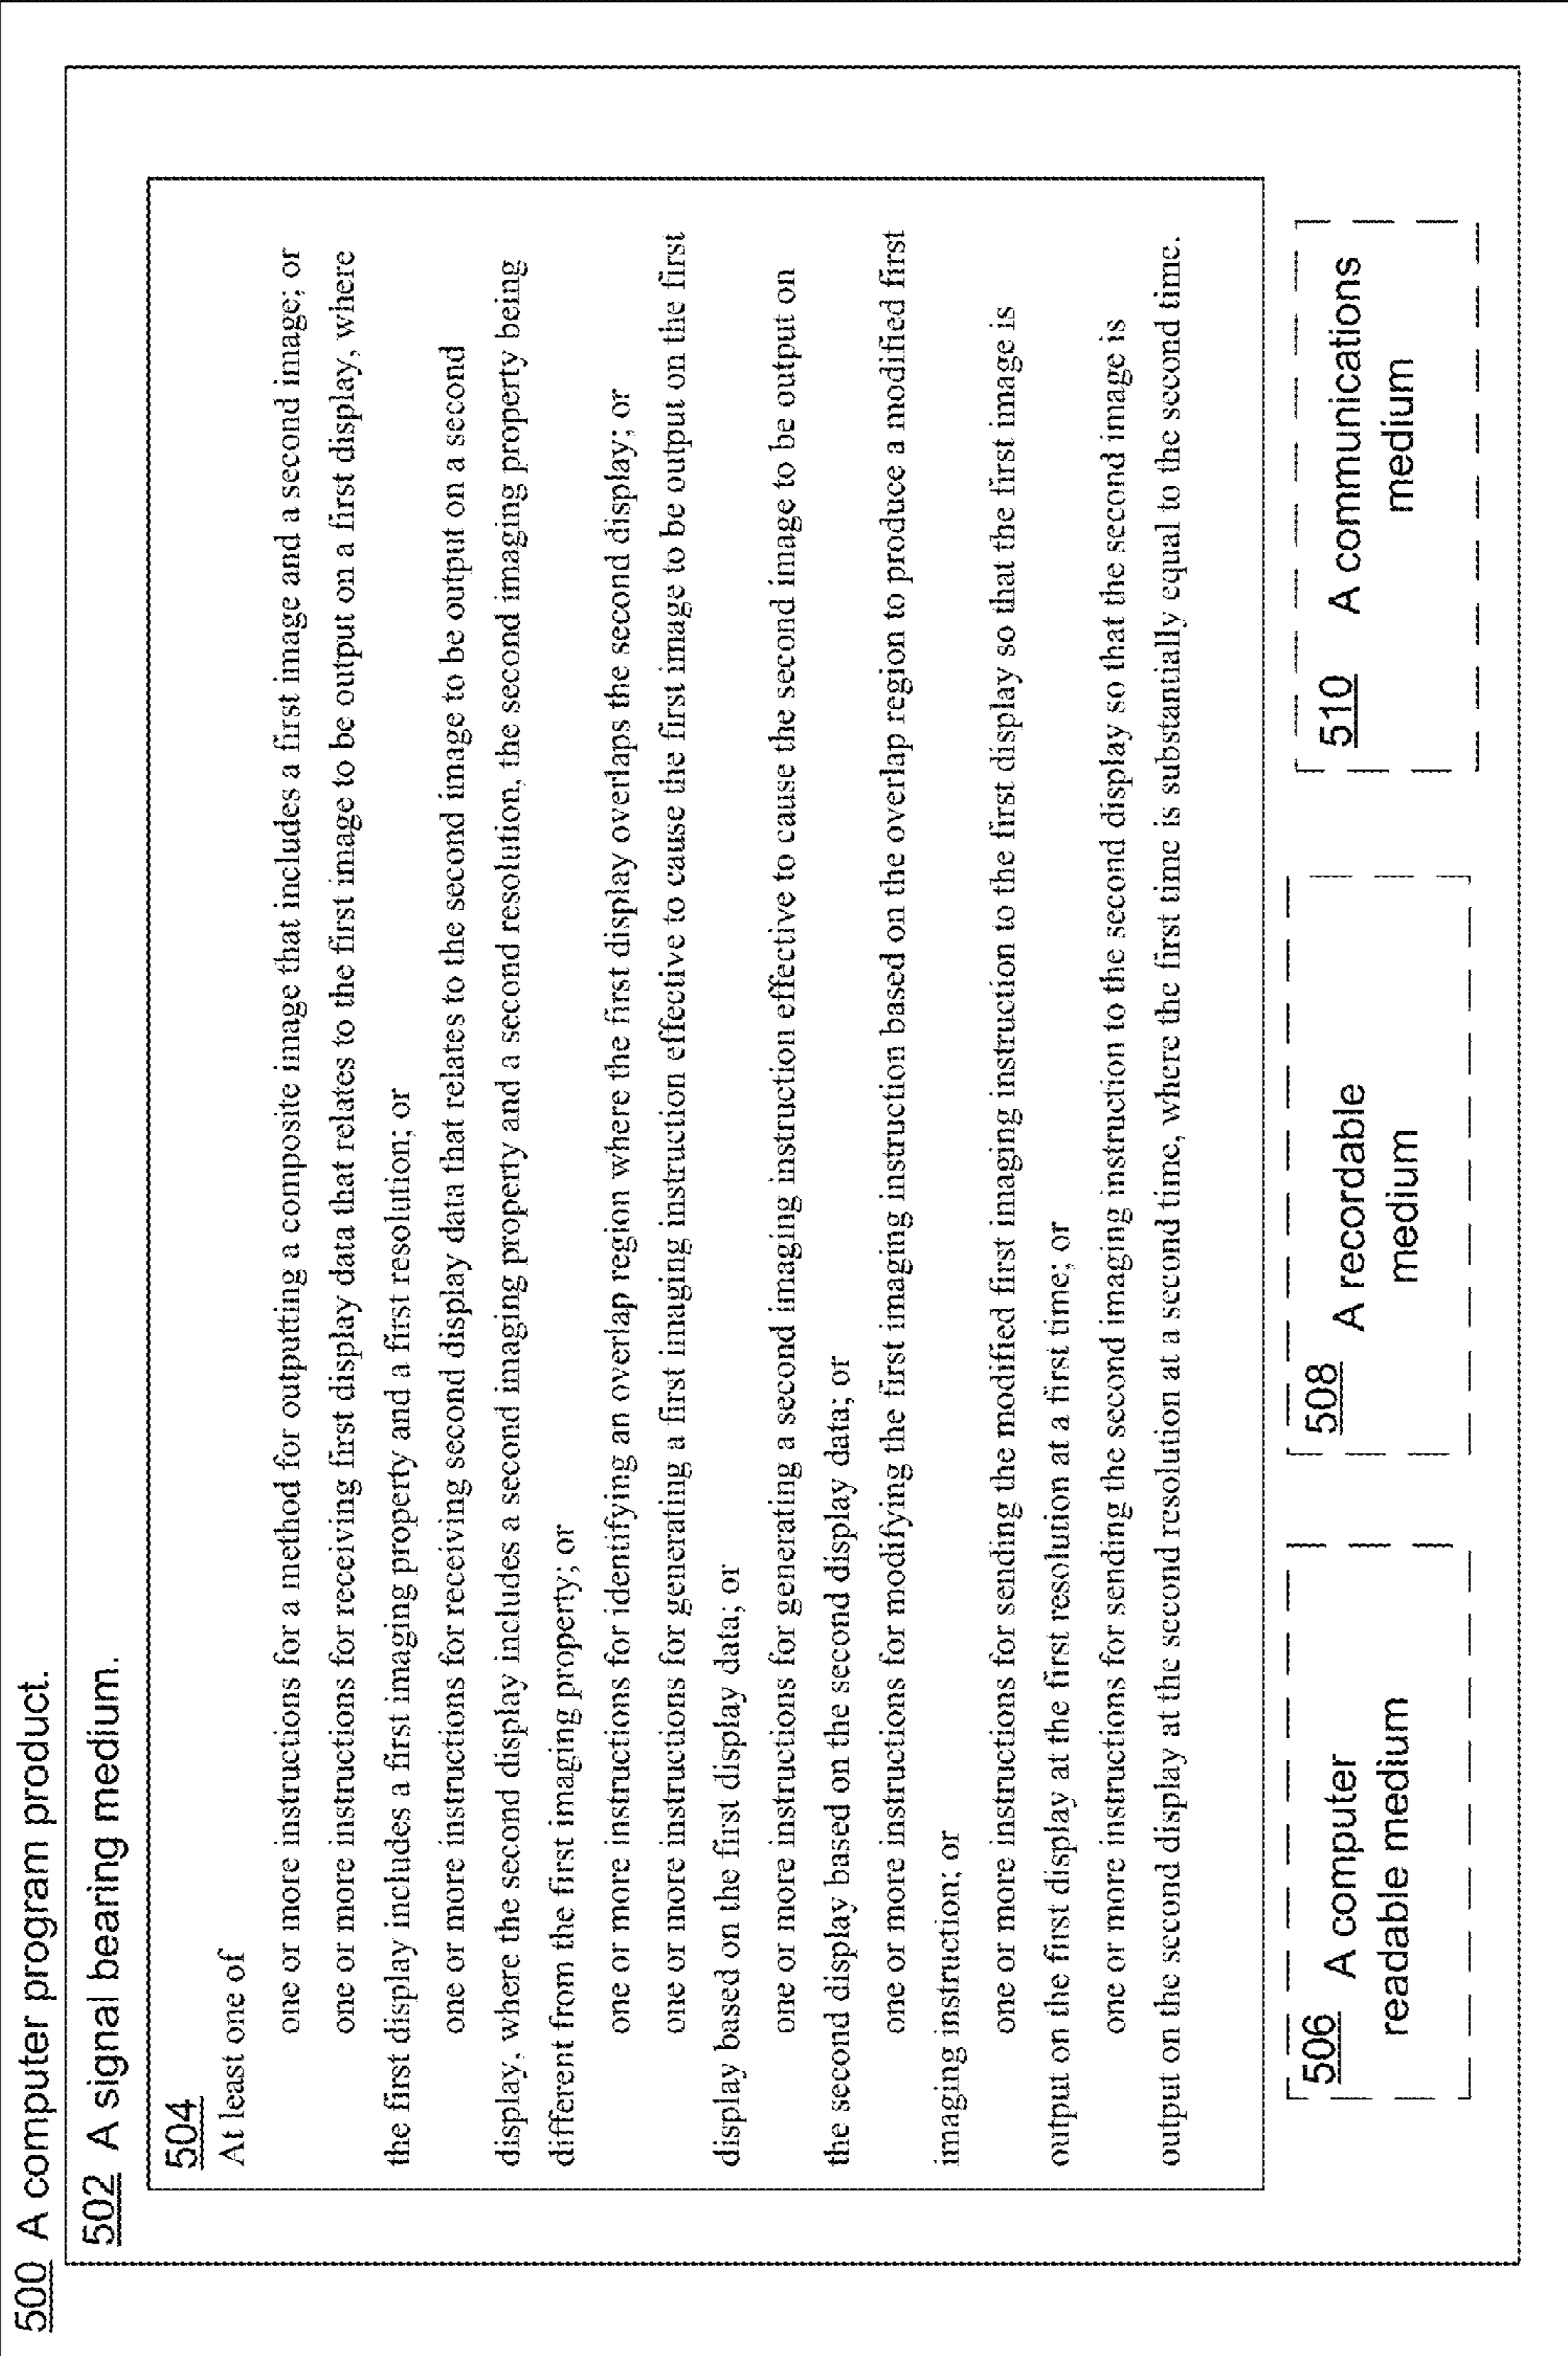 500 A computer program product.
502 A signal bearing medium.
504
At least one of
one or more instructions for a method for outputting a composite image that includes a first image and a second image; or
one or more instructions for receiving first display data that relates to the first image to be output on a first display, where
the first display includes a first imaging property and a first resolution; or
one or more instructions for receiving second display data that relates to the second image to be output on a second
display, where the second display includes a second imaging property and a second resolution, the second imaging property being
different from the first imaging property; or
one or more instructions for identifying an overlap region where the first display overlaps the second display; or
one or more instructions for generating a first imaging instruction effective to cause the first image to be output on the first
display based on the first display data; or
one or more instructions for generating a second imaging instruction effective to cause the second image to be output on
the second display based on the second display data; or
one or more instructions for modifying the first imaging instruction based on the overlap region to produce a modified first
imaging instruction; or
one or more instructions for sending the modified first imaging instruction to the first display so that the first image is
output on the first display at the first resolution at a first time; or
one or more instructions for sending the second imaging instruction to the second display so that the second image is
output on the second display at the second resolution at a second time, where the first time is substantially equal to the second time.
506 A computer
readable medium
508 A recordable
medium
510 A communications
medium